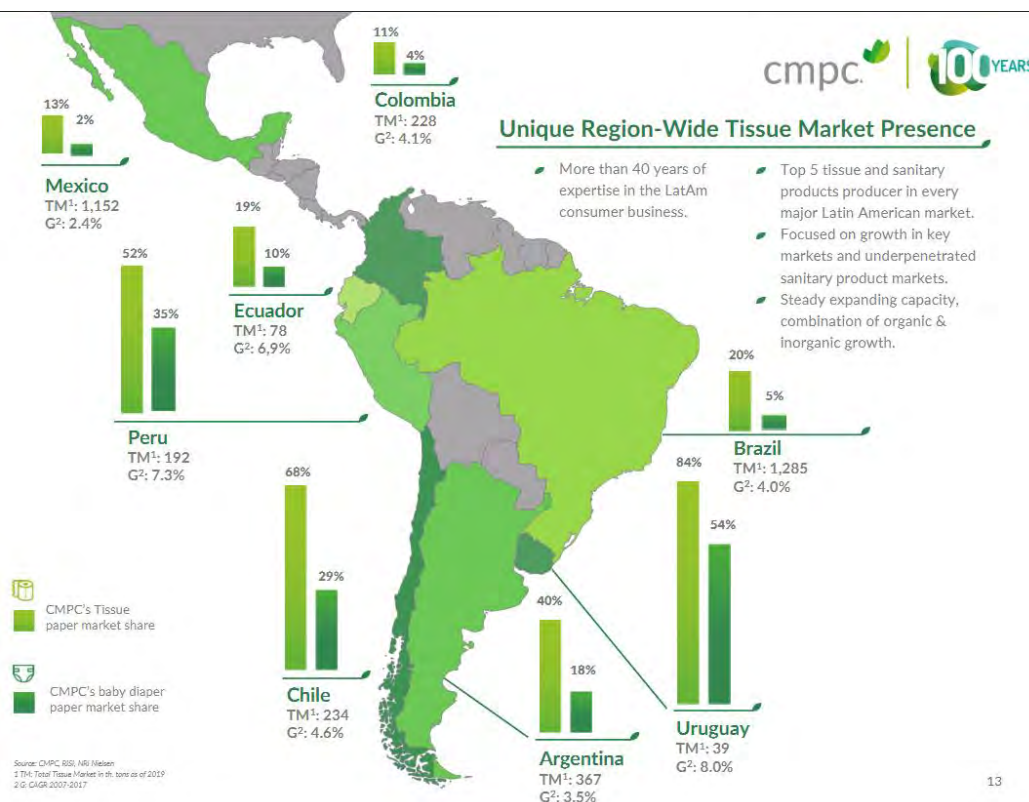 cmpc.
100 YEARS
Unique Region-Wide Tissue Market Presence
More than 40 years of
expertise in the LatAm
consumer business.
Top 5 tissue and sanitary
products producer in every
major Latin American market.
Focused on growth in key
markets and underpenetrated
sanitary product markets.
Steady expanding capacity,
combination of organic &
inorganic growth.
11%
4%
Colombia
TM¹: 228
G²: 4.1%
13%
2%
Mexico
TM¹: 1,152
G²: 2.4%
19%
10%
Ecuador
TM¹: 78
G²: 6,9%
52%
35%
Peru
TM¹: 192
G²: 7.3%
20%
5%
Brazil
TM¹: 1,285
G²: 4.0%
68%
29%
Chile
TM¹: 234
G²: 4.6%
40%
18%
Argentina
TM¹: 367
G²: 3.5%
84%
54%
Uruguay
TM¹: 39
G²: 8.0%
CMPC's Tissue
paper market share
CMPC's baby diaper
paper market share
Source: CMPC, RISI, NRI Nielsen
1 TM: Total Tissue Market in th. tons as of 2019
2 G: CAGR 2007-2017
13